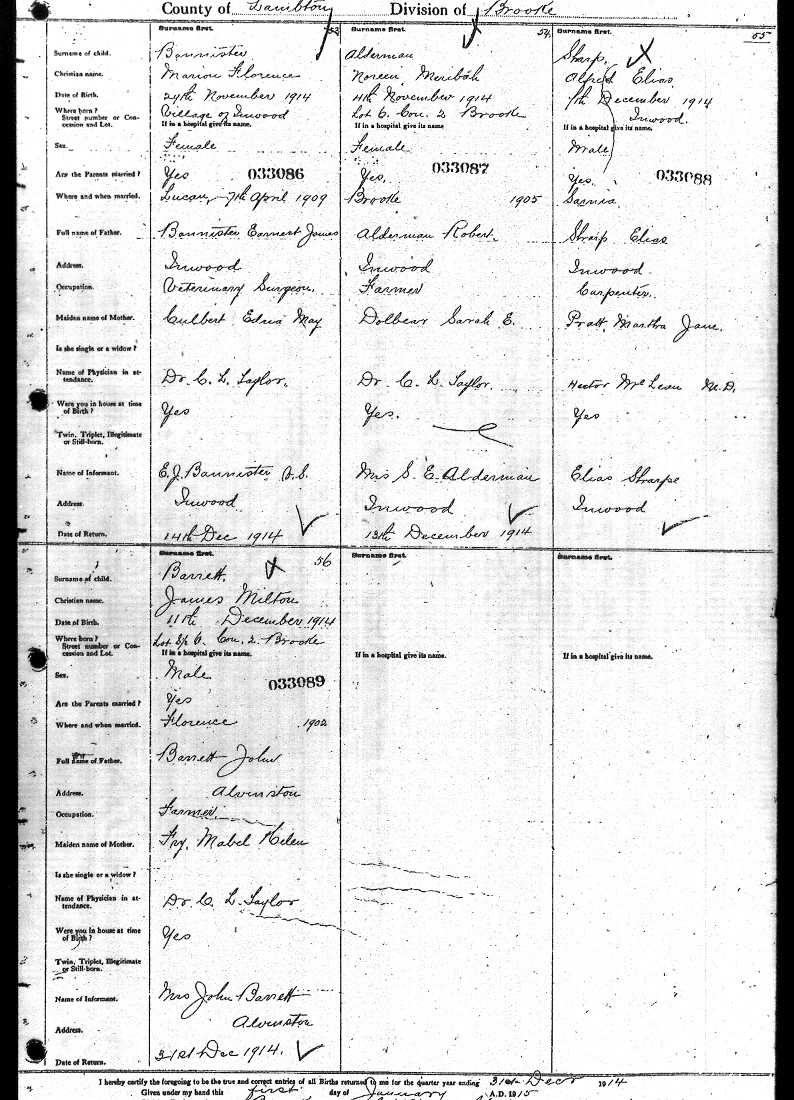 County of Lambton Division of Brooke
Surname first. 53 Surname first. 54 Surname first. 55
Surname of child. Bannister Alderman Sharp.
Christian name. Marion Florence Noreen Meribah Alfred Elias
Date of Birth. 24th November 1914 4th November 1914 7th December 1914
Where born? Village of Inwood Lot 6. Con. 2 Brooke Inwood.
Street number or Concession and Lot. If in a hospital give its name. If in a hospital give its name If in a hospital give its name.
Sex. Female Female Male
033086 033087 033088
Are the Parents married? Yes Yes. Yes.
Where and when married. Lucan, 7th April 1909 Brooke 1905 Sarnia
Full name of Father. Bannister Earnest James Alderman Robert. Sharp Elias
Address. Inwood Inwood Inwood
Occupation. Veterinary Surgeon. Farmer Carpenter.
Maiden name of Mother. Culbert Edna May Dolbear Sarah E. Pratt, Martha Jane.
Is she single or a widow?
Name of Physician in attendance. Dr. C. L. Taylor. Dr. C. L. Taylor. Hector McLean M.D.
Were you in house at time of Birth? Yes Yes. Yes
Twin, Triplet, Illegitimate or Still-born.
Name of Informant. E. J. Bannister V.S. Mrs S. E. Alderman Elias Sharpe
Address. Inwood Inwood Inwood
Date of Return. 14th Dec 1914 13th December 1914
Surname first. 56 Surname first. Surname first.
Surname of child. Barrett.
Christian name. James Milton
Date of Birth. 11th December 1914
Where born? Lot 6. Con. 2. Brooke
Street number or Concession and Lot. If in a hospital give its name. If in a hospital give its name. If in a hospital give its name.
Sex. Male
033089
Are the Parents married? Yes
Where and when married. Florence 1902
Full name of Father. Barrett John
Address. Alvinston
Occupation. Farmer.
Maiden name of Mother. Fry, Mabel Helen
Is she single or a widow?
Name of Physician in attendance. Dr. C. L. Taylor
Were you in house at time of Birth? Yes
Twin, Triplet, Illegitimate or Still-born.
Name of Informant. Mrs John Barrett
Address. Alvinston
Date of Return. 21st Dec 1914.
I hereby certify the foregoing to be the true and correct entries of all Births returned to me for the quarter year ending 31st Decr 1914
Given under my hand this first day of January A.D. 1915